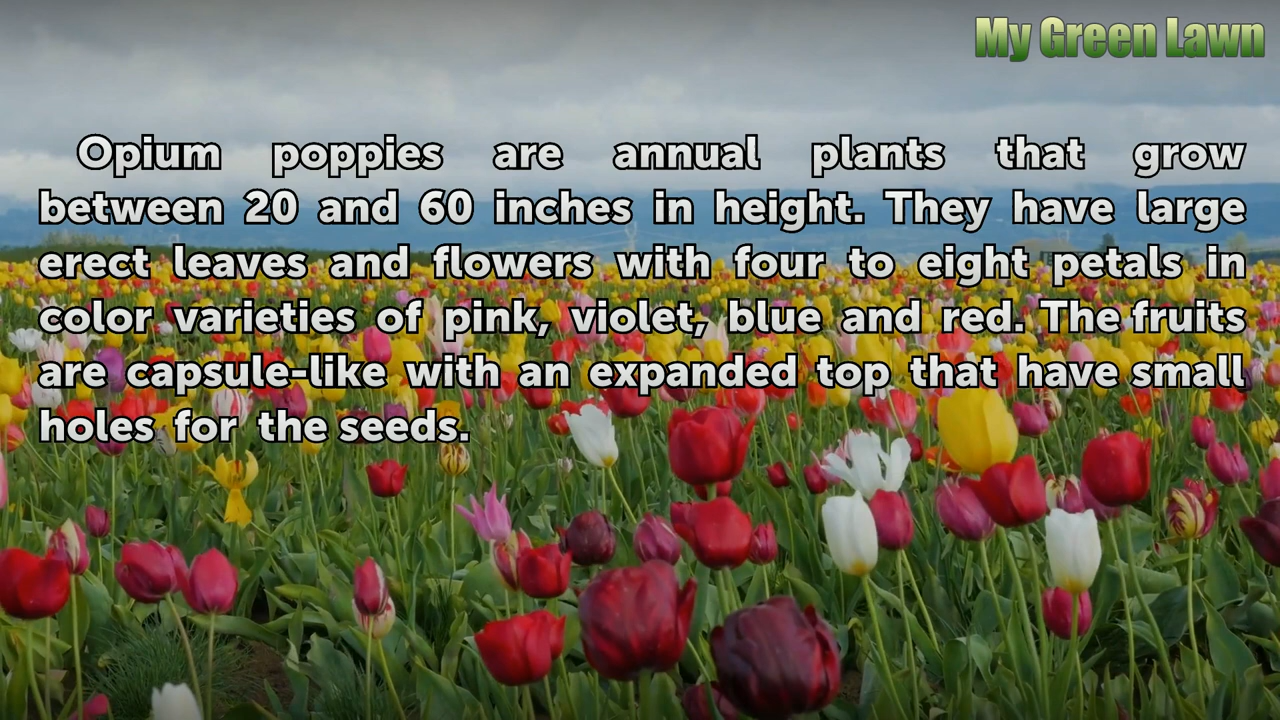 My Green Lawn
Opium poppies are annual plants that grow
between 20 and 60 inches in height. They have large
erect leaves and flowers with four to eight petals in
color varieties of pink, violet, blue and red. The fruits
are capsule-like with an expanded top that have small
holes for the seeds.